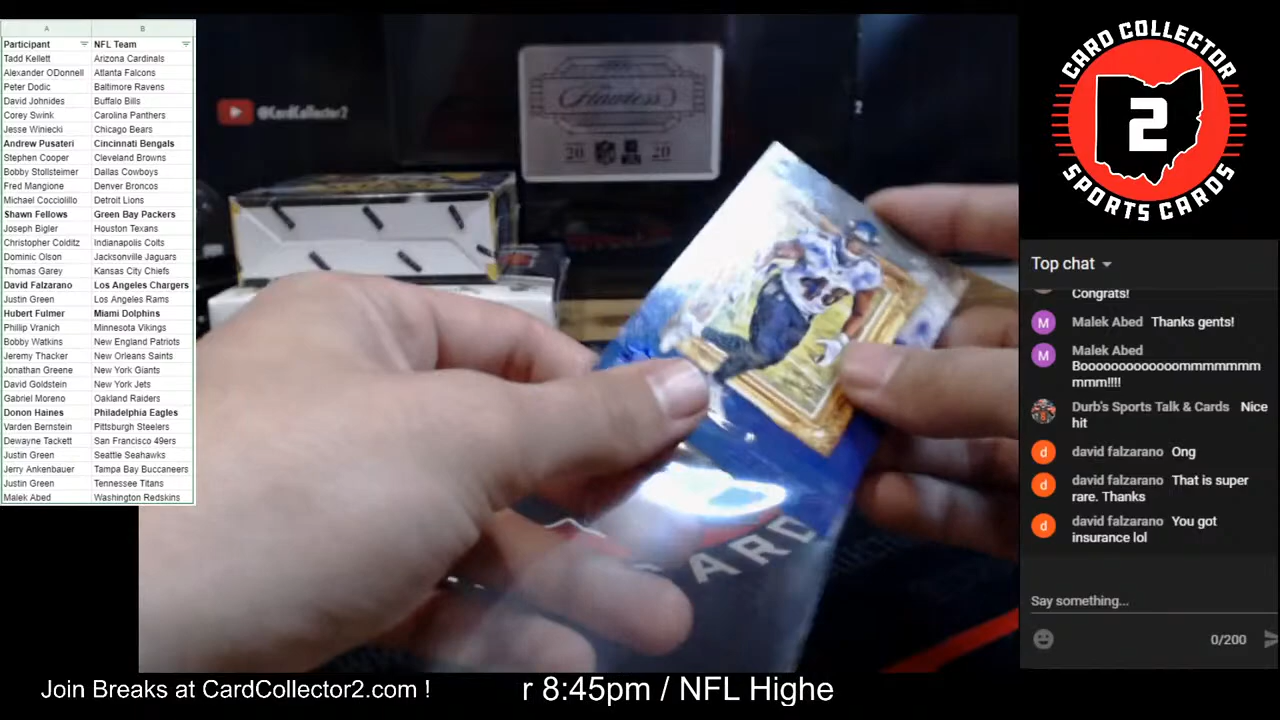 A B
Participant NFL Team
Tadd Kellett Arizona Cardinals
Alexander ODonnell Atlanta Falcons
Peter Dodic Baltimore Ravens
David Johnides Buffalo Bills
Corey Swink Carolina Panthers
Jesse Winiecki Chicago Bears
Andrew Pusateri Cincinnati Bengals
Stephen Cooper Cleveland Browns
Bobby Stollsteimer Dallas Cowboys
Fred Mangione Denver Broncos
Michael Cocciolillo Detroit Lions
Shawn Fellows Green Bay Packers
Joseph Bigler Houston Texans
Christopher Colditz Indianapolis Colts
Dominic Olson Jacksonville Jaguars
Thomas Garey Kansas City Chiefs
David Falzarano Los Angeles Chargers
Justin Green Los Angeles Rams
Hubert Fulmer Miami Dolphins
Phillip Vranich Minnesota Vikings
Bobby Watkins New England Patriots
Jeremy Thacker New Orleans Saints
Jonathan Greene New York Giants
David Goldstein New York Jets
Gabriel Moreno Oakland Raiders
Donon Haines Philadelphia Eagles
Varden Bernstein Pittsburgh Steelers
Dewayne Tackett San Francisco 49ers
Justin Green Seattle Seahawks
Jerry Ankenbauer Tampa Bay Buccaneers
Justin Green Tennessee Titans
Malek Abed Washington Redskins
@CardCollector2
Flawless
20 NFL 20
2
48
CARD
CARD COLLECTOR
2
SPORTS CARDS
Top chat
Congrats!
M Malek Abed Thanks gents!
M Malek Abed
Boooooooooooooommmmmmm
mmm!!!!
Durb's Sports Talk & Cards Nice
hit
d david falzarano Ong
d david falzarano That is super
rare. Thanks
d david falzarano You got
insurance lol
Say something...
0/200
Join Breaks at CardCollector2.com !
r 8:45pm / NFL Highe